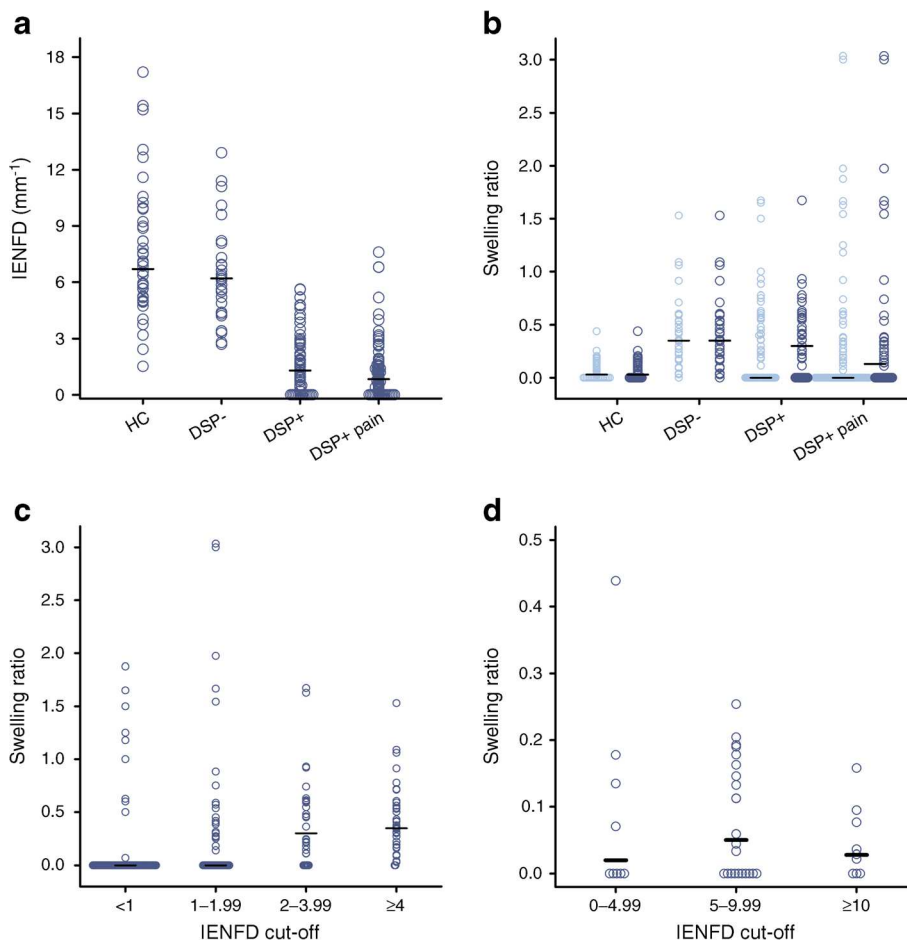 a
18
15
12
9
6
3
0
IENFD (mm⁻¹)
HC
DSP-
DSP+
DSP+ pain
b
3.0
2.5
2.0
1.5
1.0
0.5
0.0
Swelling ratio
HC
DSP-
DSP+
DSP+ pain
c
3.0
2.5
2.0
1.5
1.0
0.5
0.0
Swelling ratio
<1
1–1.99
2–3.99
≥4
IENFD cut-off
d
0.5
0.4
0.3
0.2
0.1
0.0
Swelling ratio
0–4.99
5–9.99
≥10
IENFD cut-off